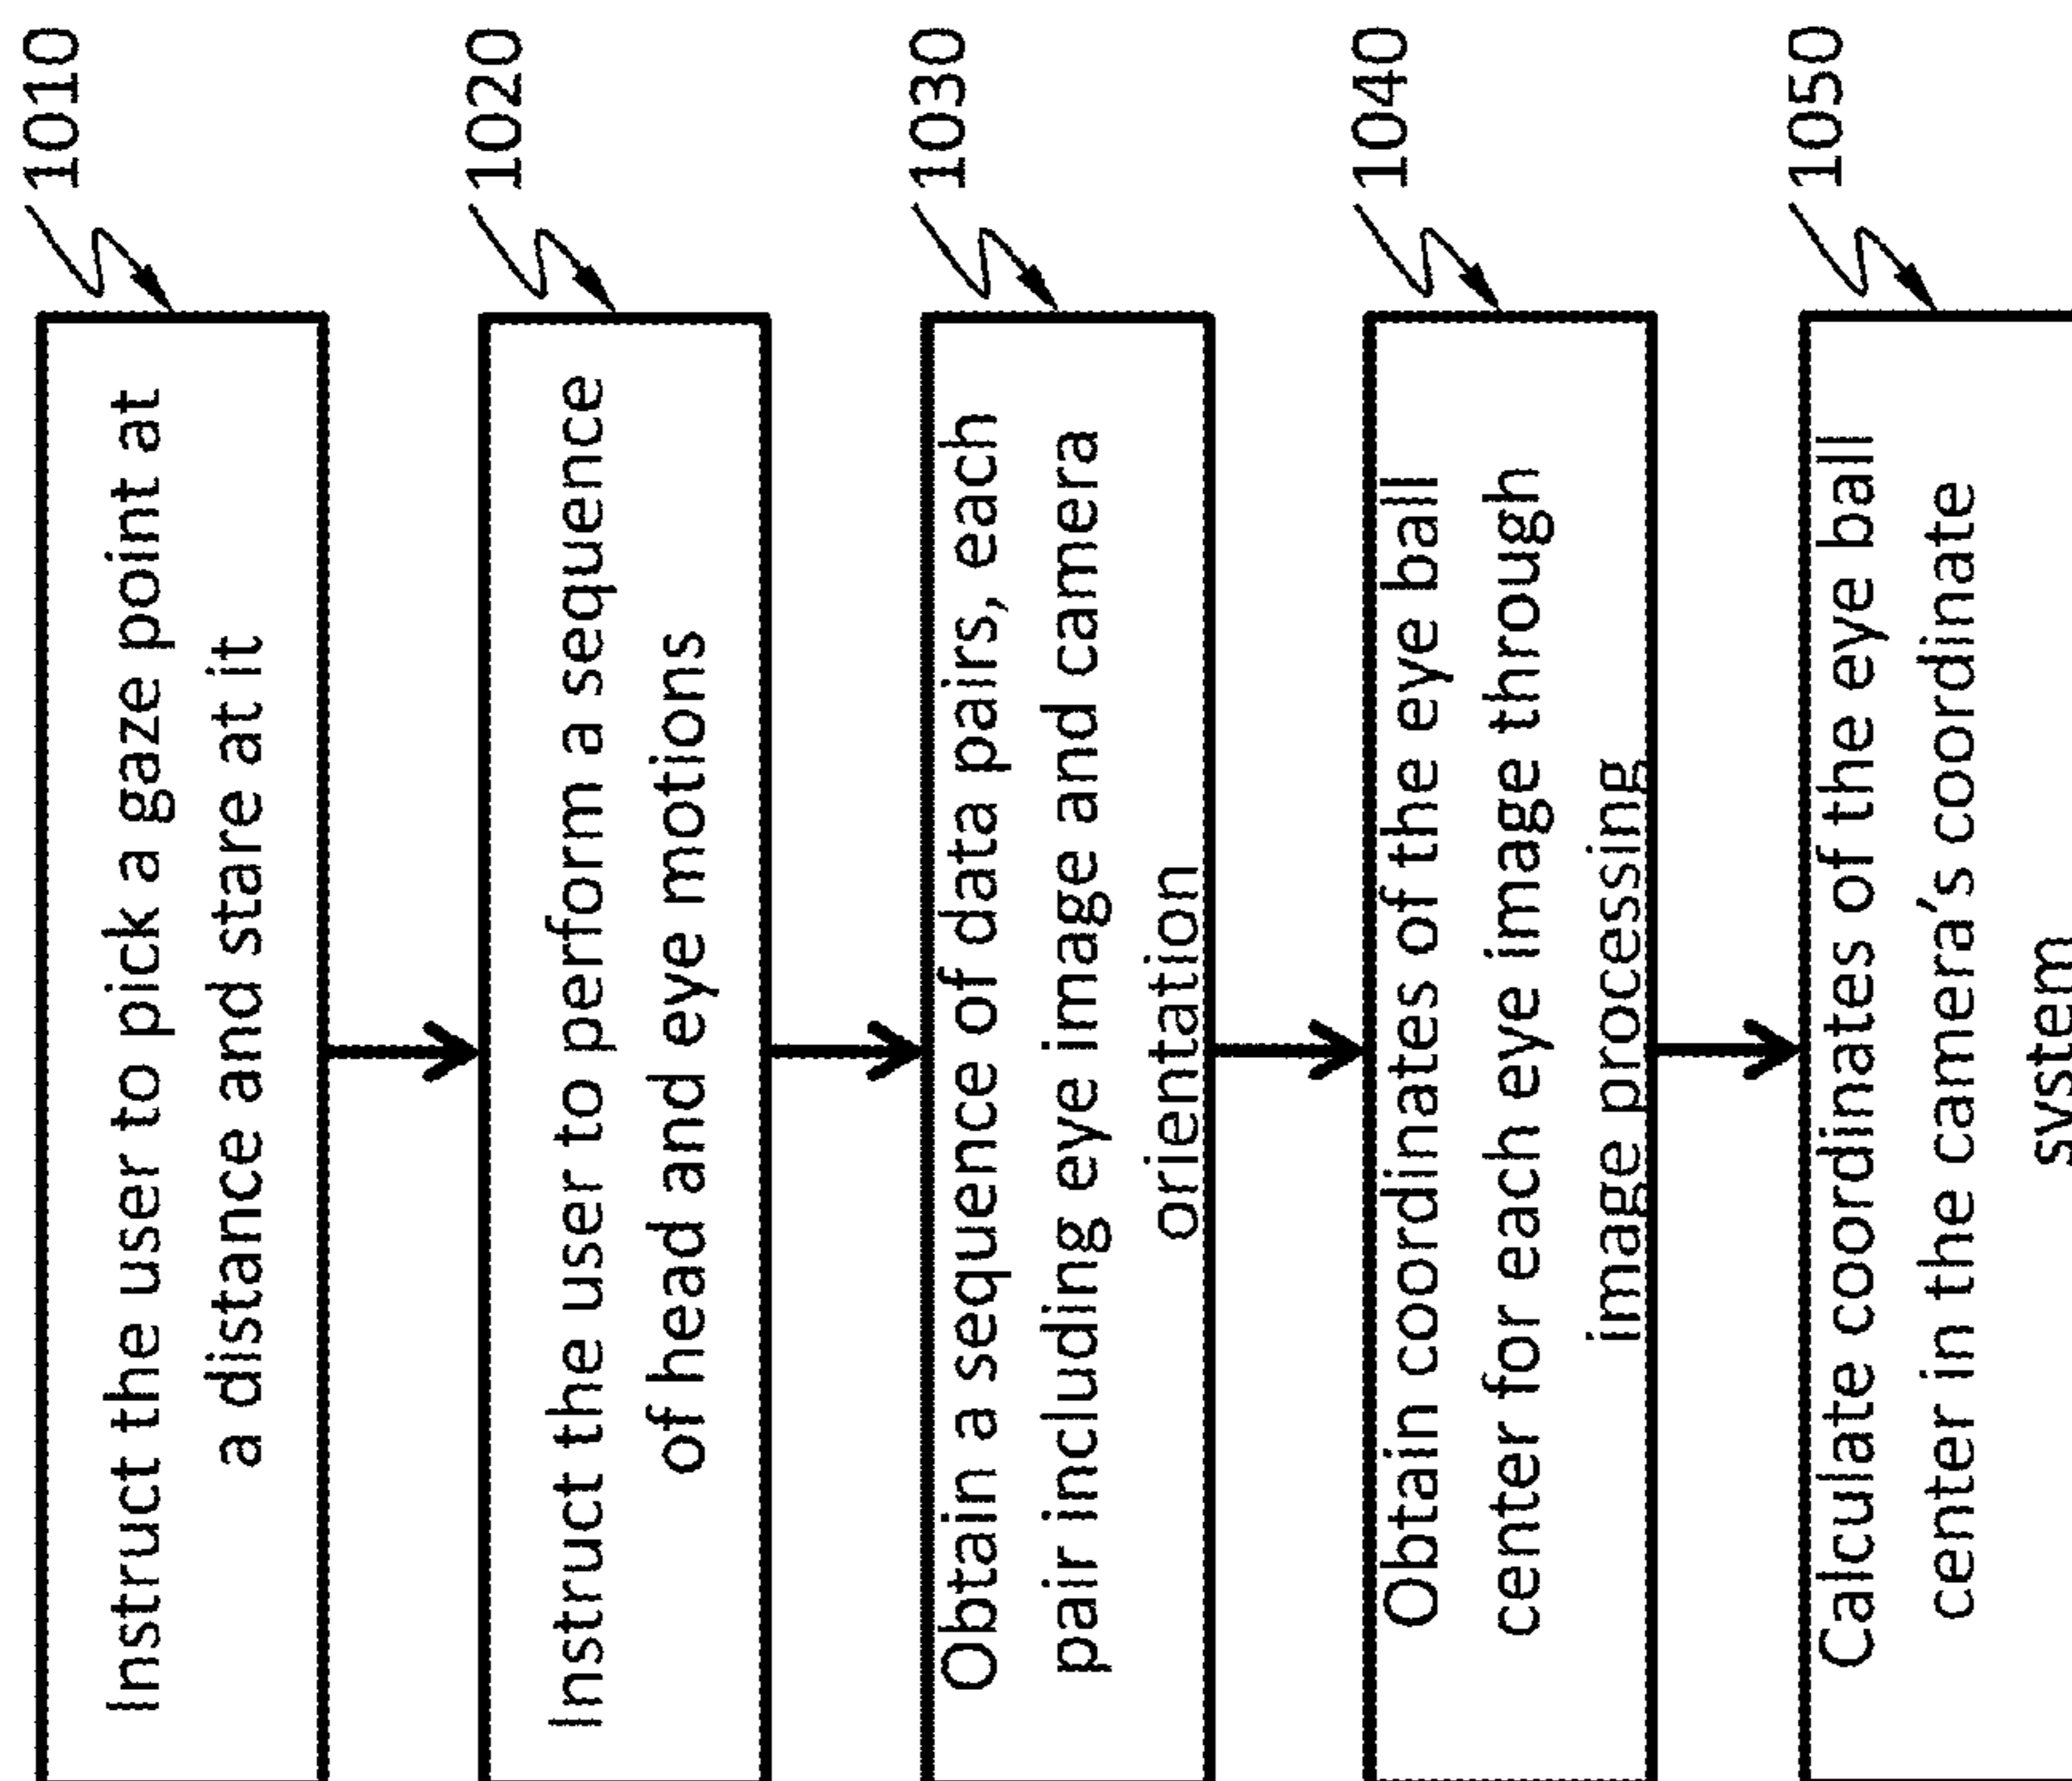 Instruct the user to pick a gaze point at
a distance and stare at it
1010
Instruct the user to perform a sequence
of head and eye motions
1020
Obtain a sequence of data pairs, each
pair including eye image and camera
orientation
1030
Obtain coordinates of the eye ball
center for each eye image through
image processing
1040
Calculate coordinates of the eye ball
center in the camera’s coordinate
system
1050